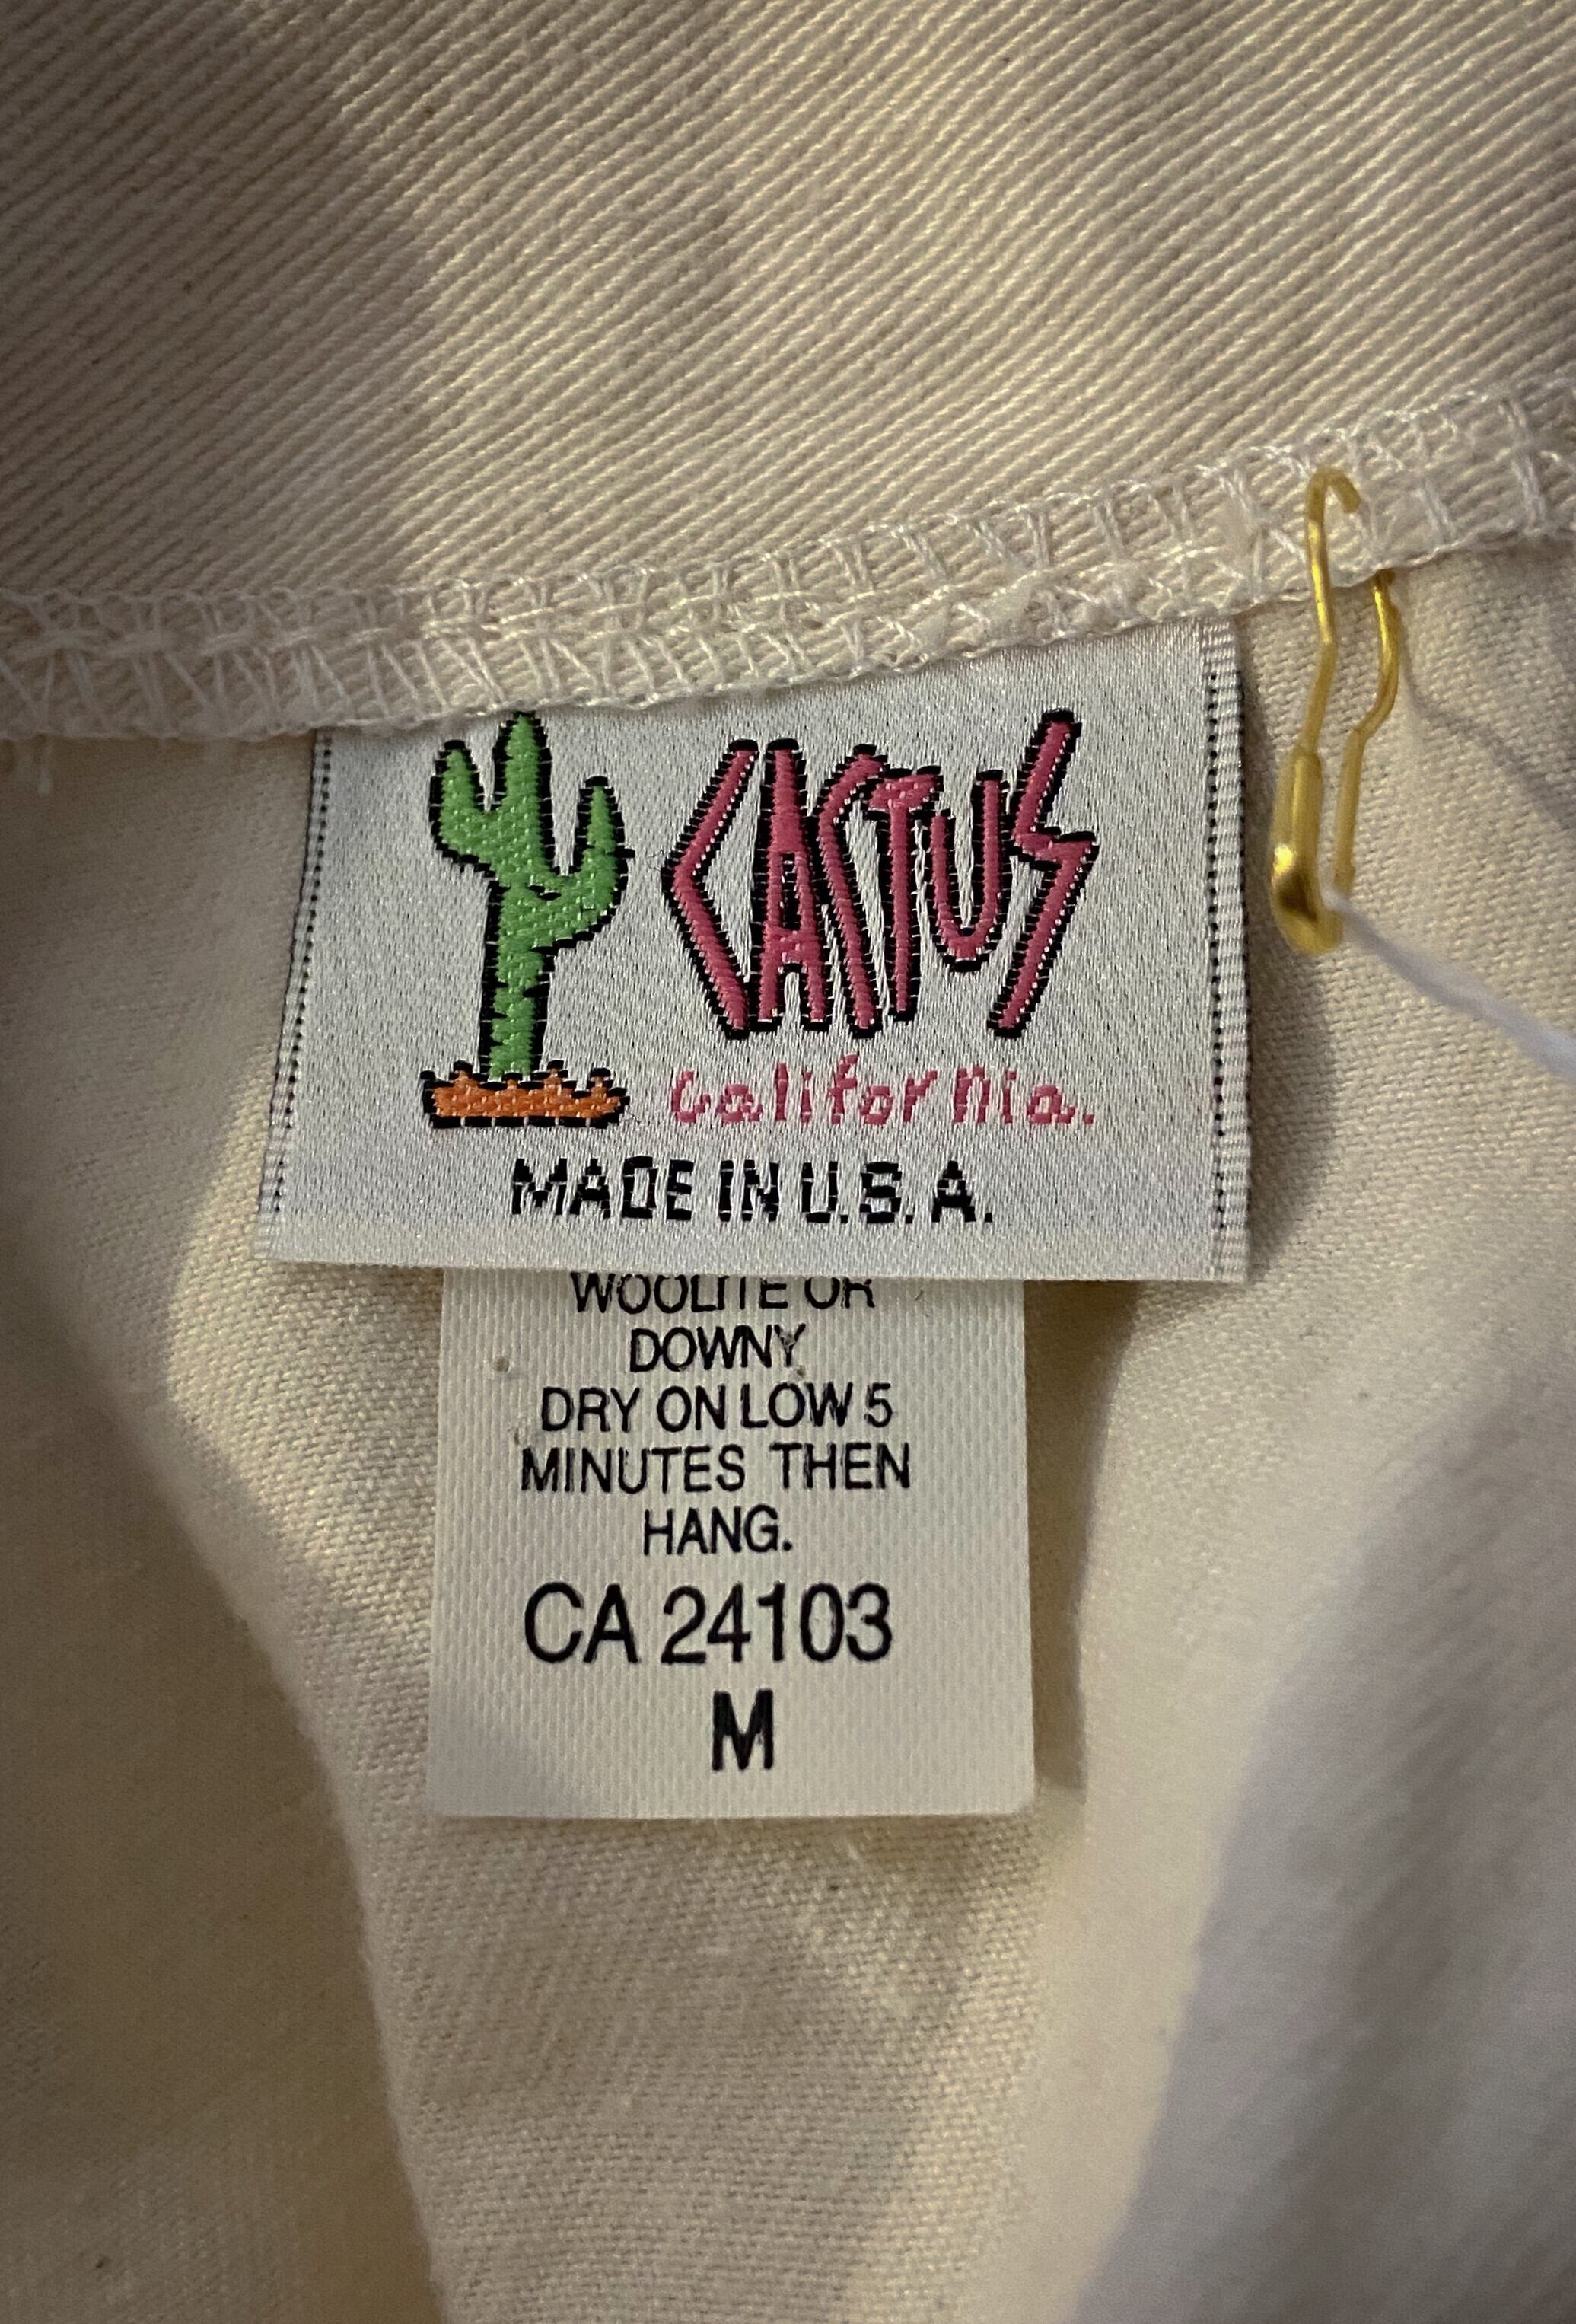 CACTUS
California.
MADE IN U.S.A.
WOOLITE OR
DOWNY
DRY ON LOW 5
MINUTES THEN
HANG.
CA 24103
M